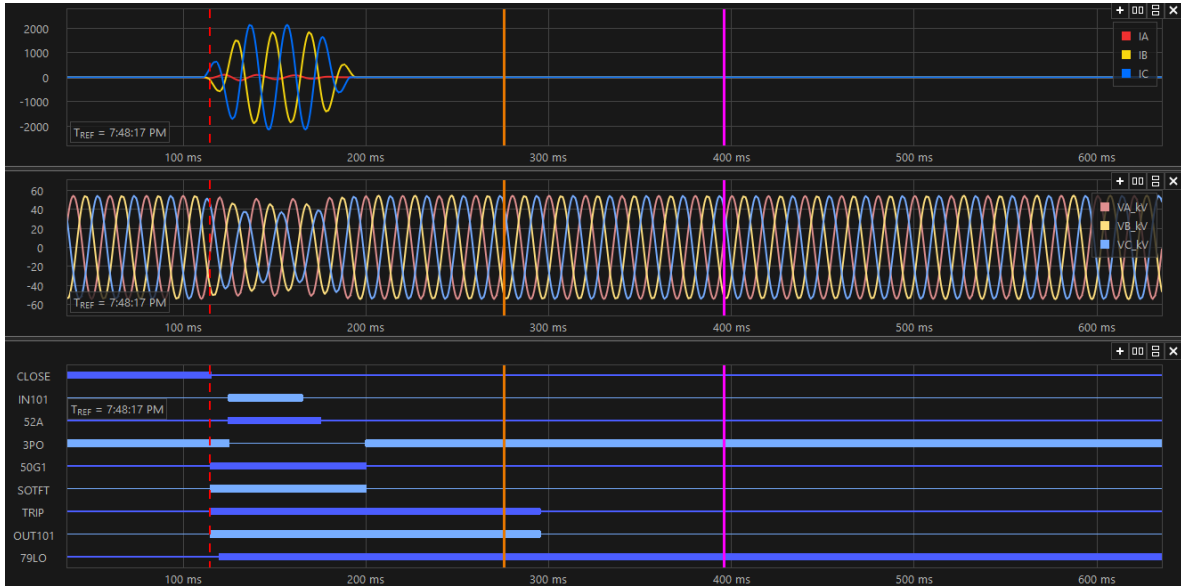 2000
1000
0
-1000
-2000
IA
IB
IC
TREF = 7:48:17 PM
100 ms 200 ms 300 ms 400 ms 500 ms 600 ms
60
40
20
0
-20
-40
-60
VA_kV
VB_kV
VC_kV
TREF = 7:48:17 PM
100 ms 200 ms 300 ms 400 ms 500 ms 600 ms
CLOSE
IN101
TREF = 7:48:17 PM
52A
3PO
50G1
SOTFT
TRIP
OUT101
79LO
100 ms 200 ms 300 ms 400 ms 500 ms 600 ms